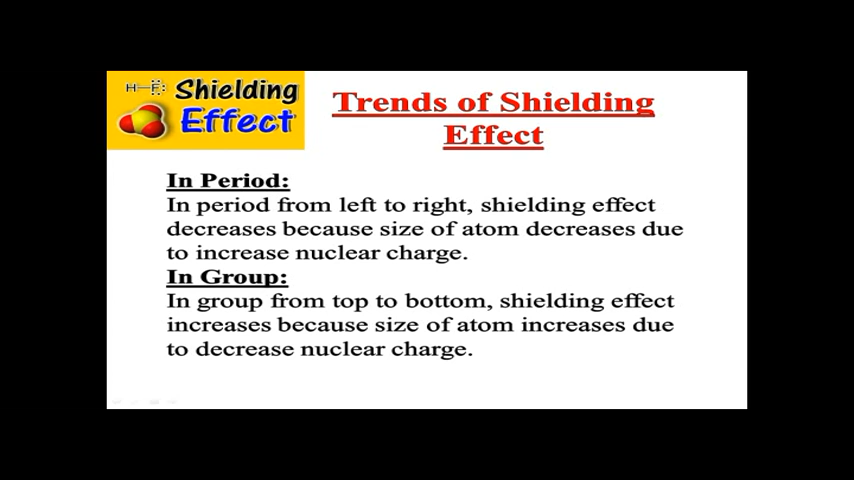 H—F:
Shielding
Effect
Trends of Shielding
Effect
In Period:
In period from left to right, shielding effect
decreases because size of atom decreases due
to increase nuclear charge.
In Group:
In group from top to bottom, shielding effect
increases because size of atom increases due
to decrease nuclear charge.